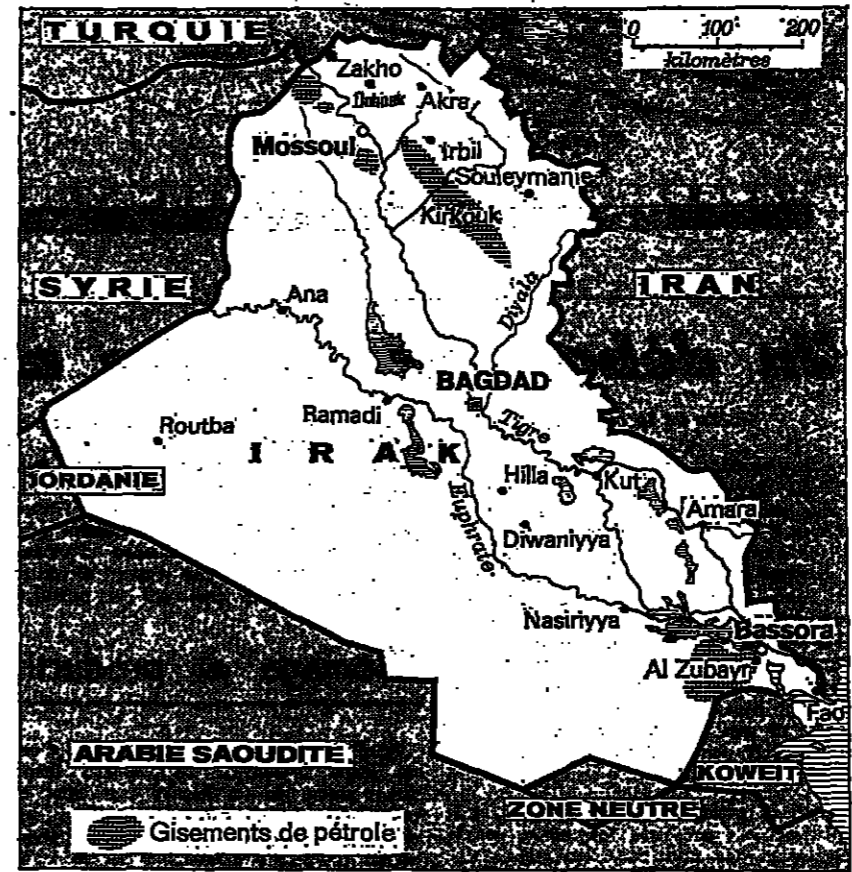 TURQUIE
0 100 200
kilomètres
Zakho
Akra
Mossoul
Irbil
Souleymanie
Kirkouk
SYRIE
IRAN
Ana
Diyala
BAGDAD
Ramadi
Routba
Tigre
IRAK
Hilla
Kut
JORDANIE
Amara
Euphrate
Diwaniyya
Nasiriyya
Bassora
Al Zubayr
Fao
ARABIE SAOUDITE
KOWEIT
ZONE NEUTRE
Gisements de pétrole